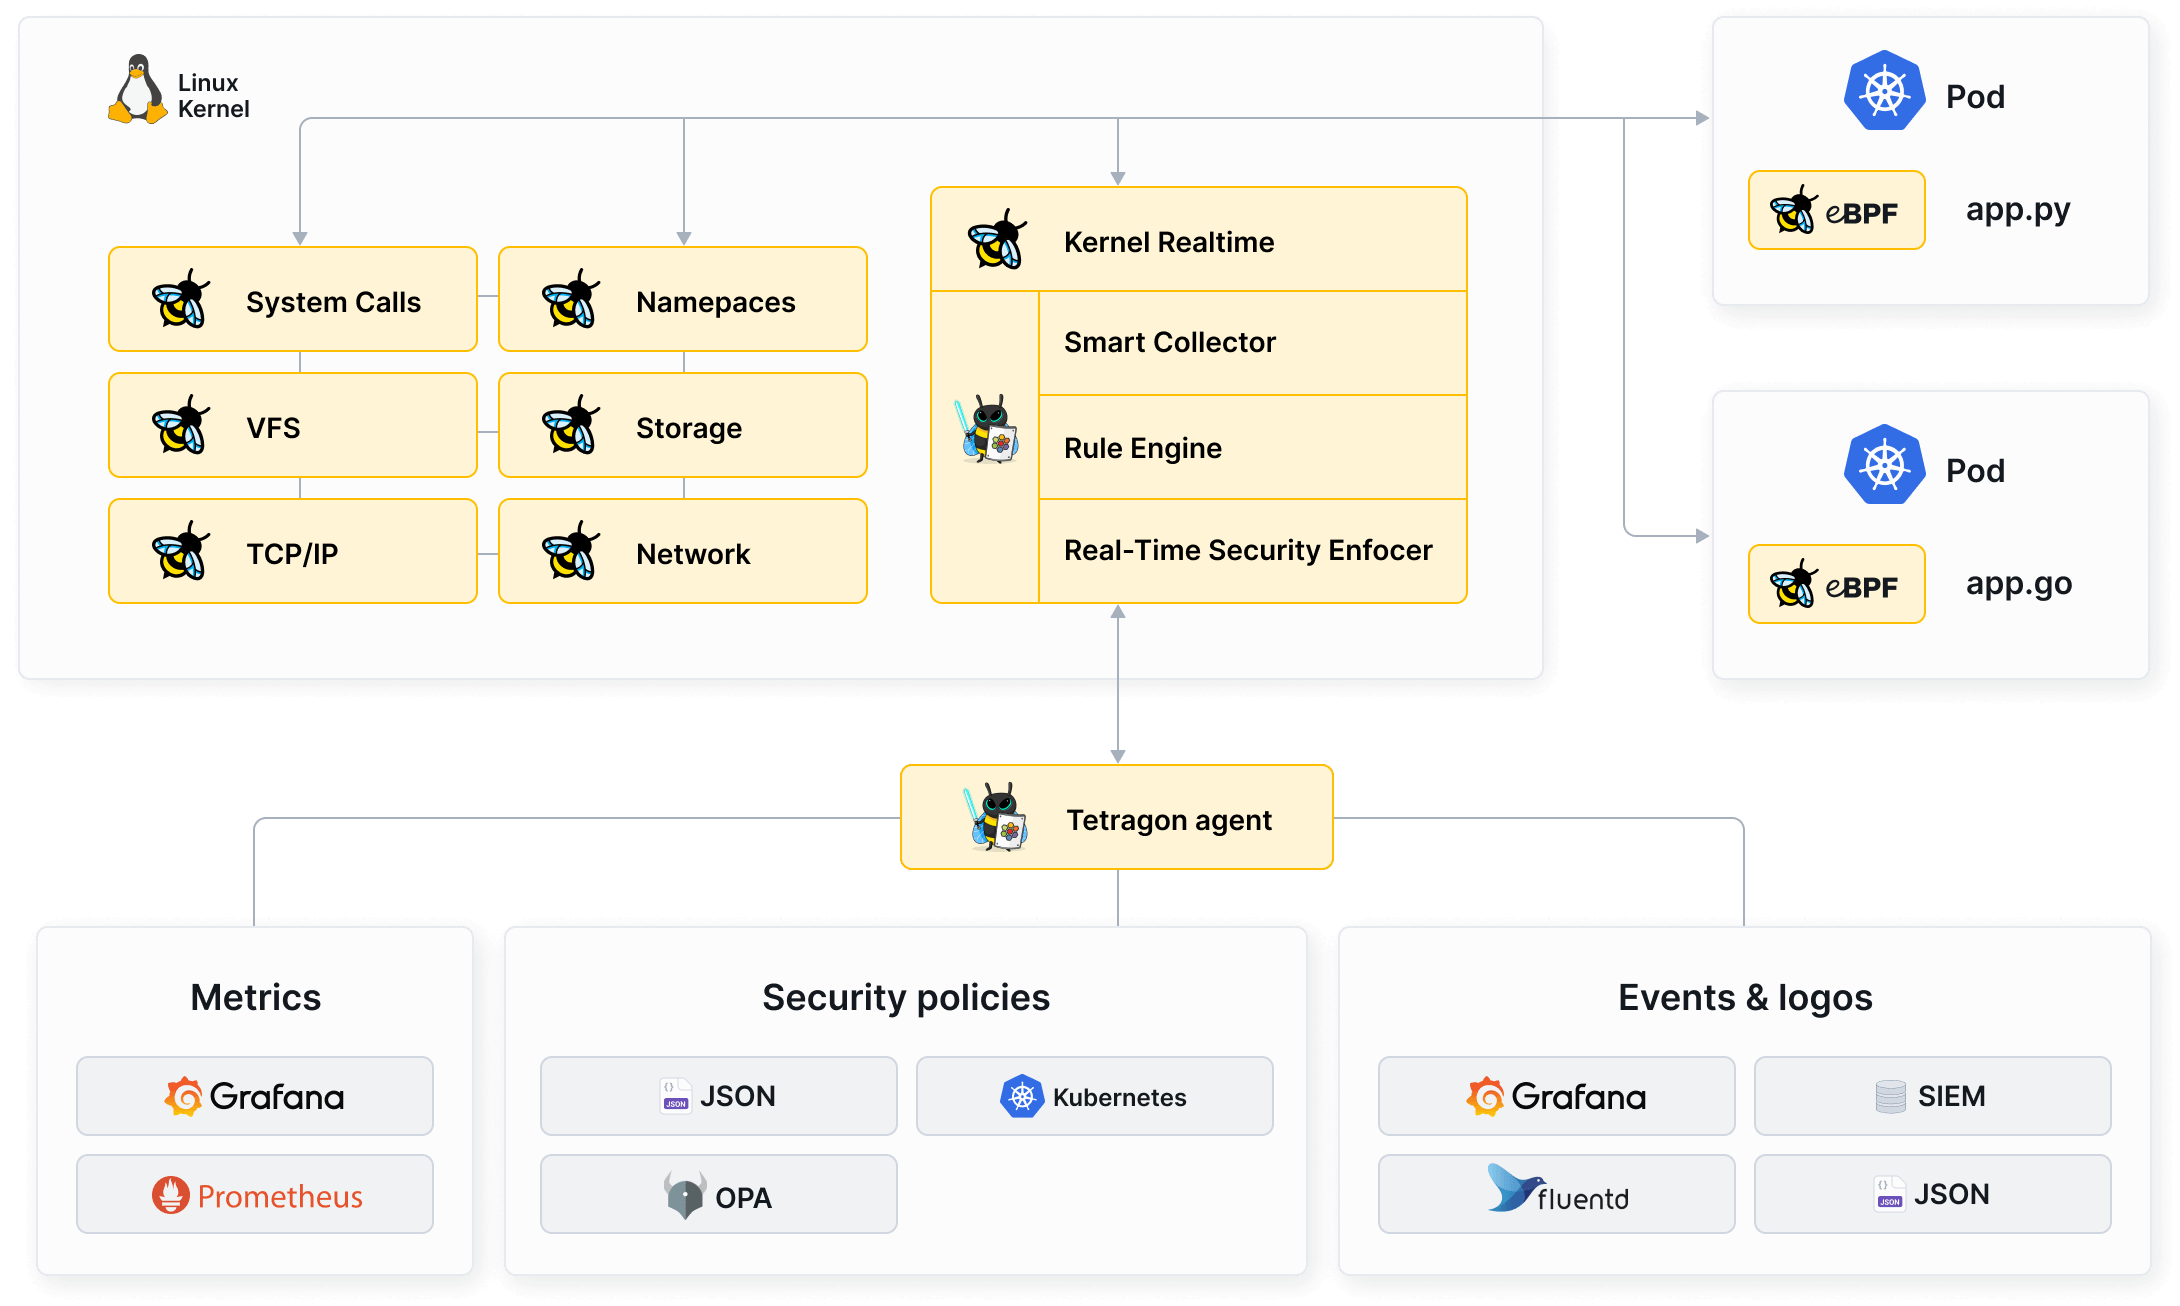 Linux
Kernel
System Calls
Namepaces
VFS
Storage
TCP/IP
Network
Kernel Realtime
Smart Collector
Rule Engine
Real-Time Security Enfocer
Pod
eBPF
app.py
Pod
eBPF
app.go
Tetragon agent
Metrics
Grafana
Prometheus
Security policies
{} JSON
JSON
Kubernetes
OPA
Events & logos
Grafana
SIEM
fluentd
{} JSON
JSON